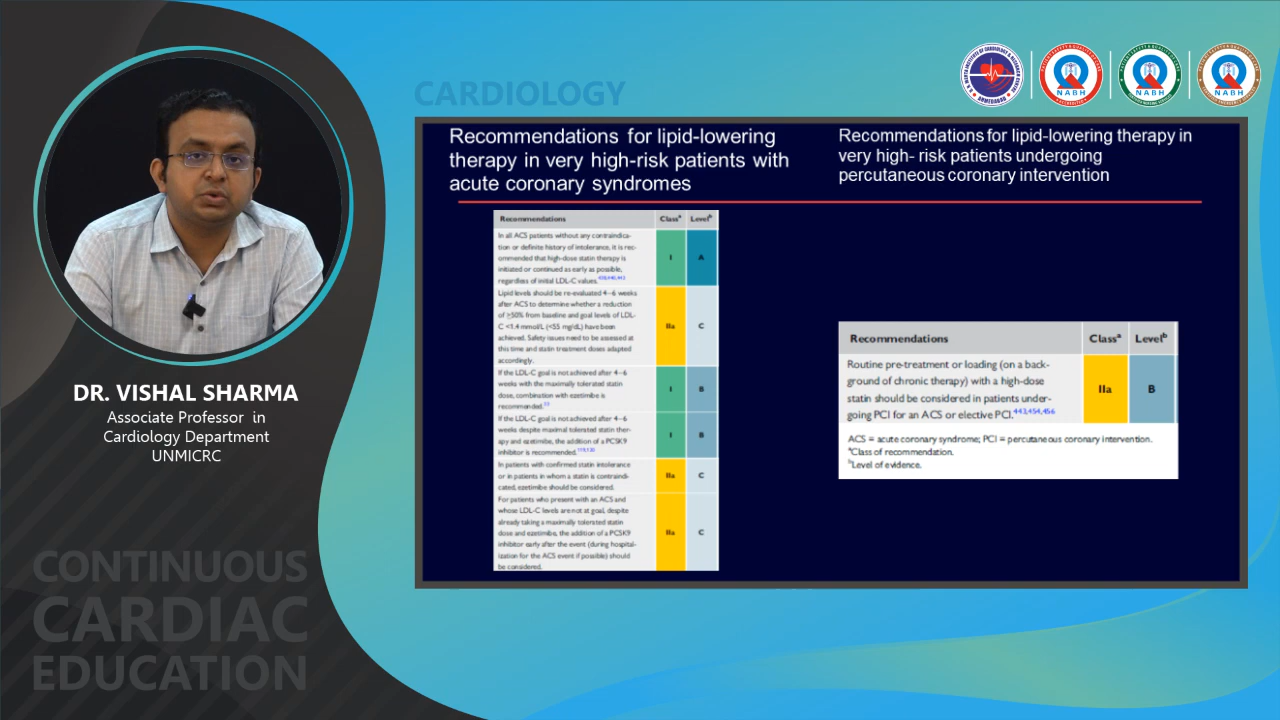 CARDIOLOGY
NABH
NABH
NABH
Recommendations for lipid-lowering
therapy in very high-risk patients with
acute coronary syndromes
Recommendations for lipid-lowering therapy in
very high- risk patients undergoing
percutaneous coronary intervention
Recommendations Classᵃ Levelᵇ
In all ACS patients without any contraindica-
tion or definite history of intolerance, it is rec-
ommended that high-dose statin therapy is
initiated or continued as early as possible,
regardless of initial LDL-C values.
I A
Lipid levels should be re-evaluated 4–6 weeks
after ACS to determine whether a reduction
of ≥50% from baseline and goal levels of LDL-
C <1.4 mmol/L (<55 mg/dL) have been
achieved. Safety issues need to be assessed at
this time and statin treatment doses adapted
accordingly.
IIa C
If the LDL-C goal is not achieved after 4–6
weeks with the maximally tolerated statin
dose, combination with ezetimibe is
recommended.
I B
If the LDL-C goal is not achieved after 4–6
weeks despite maximal tolerated statin ther-
apy and ezetimibe, the addition of a PCSK9
inhibitor is recommended.
I B
In patients with confirmed statin intolerance
or in patients in whom a statin is contraindi-
cated, ezetimibe should be considered.
IIa C
For patients who present with an ACS and
whose LDL-C levels are not at goal, despite
already taking a maximally tolerated statin
dose and ezetimibe, the addition of a PCSK9
inhibitor early after the event (during hospital-
ization for the ACS event if possible) should
be considered.
IIa C
Recommendations Classᵃ Levelᵇ
Routine pre-treatment or loading (on a back-
ground of chronic therapy) with a high-dose
statin should be considered in patients under-
going PCI for an ACS or elective PCI.⁴⁴³,⁴⁵⁴,⁴⁵⁶
IIa B
ACS = acute coronary syndrome; PCI = percutaneous coronary intervention.
ᵃClass of recommendation.
ᵇLevel of evidence.
DR. VISHAL SHARMA
Associate Professor in
Cardiology Department
UNMICRC
CONTINUOUS
CARDIAC
EDUCATION